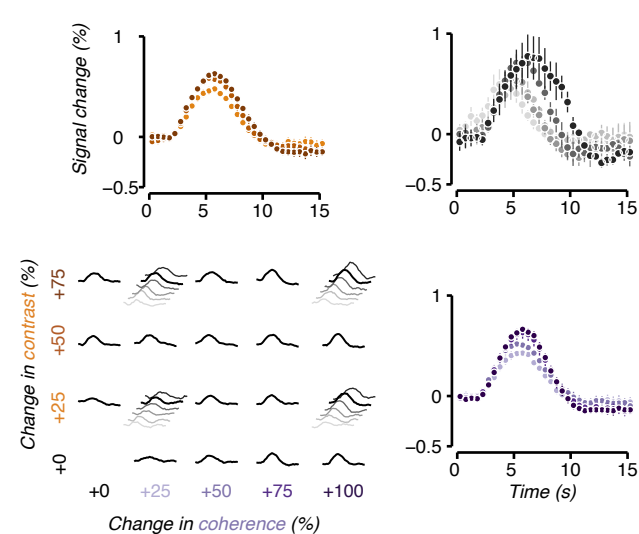 Signal change (%)
1
0
−0.5
0 5 10 15
1
0
−0.5
0 5 10 15
Change in contrast (%)
+75
+50
+25
+0
+0 +25 +50 +75 +100
Change in coherence (%)
1
0
−0.5
0 5 10 15
Time (s)